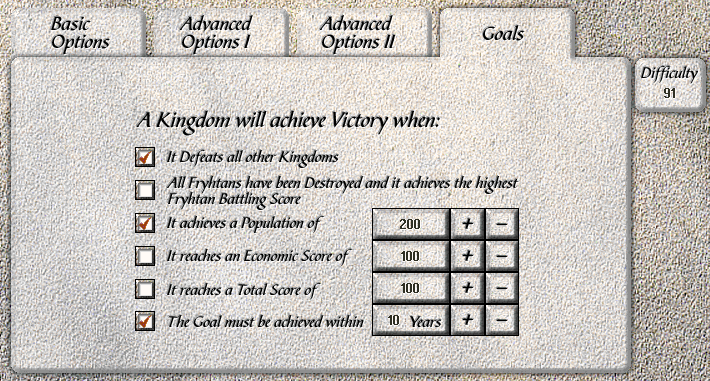 Basic
Options
Advanced
Options I
Advanced
Options II
Goals
Difficulty
91
A Kingdom will achieve Victory when:
It Defeats all other Kingdoms
All Fryhtans have been Destroyed and it achieves the highest
Fryhtan Battling Score
It achieves a Population of 200 + −
It reaches an Economic Score of 100 + −
It reaches a Total Score of 100 + −
The Goal must be achieved within 10 Years + −